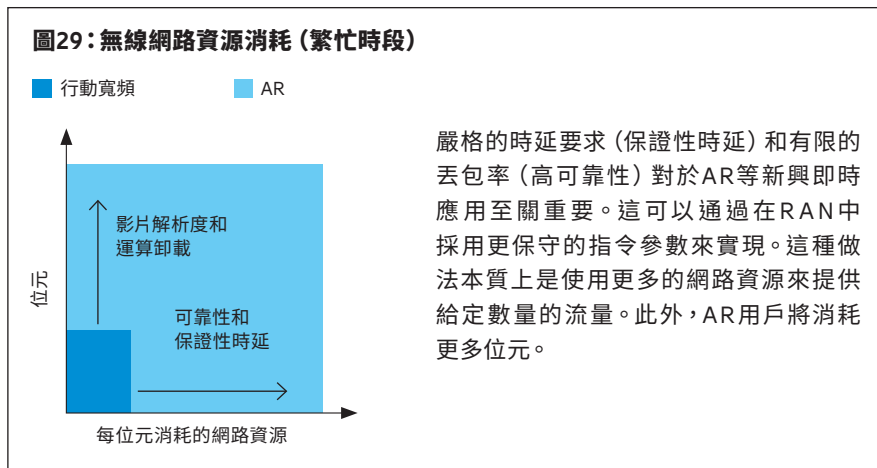 圖29：無線網路資源消耗（繁忙時段）
行動寬頻
AR
位元
影片解析度和
運算卸載
可靠性和
保證性時延
每位元消耗的網路資源
嚴格的時延要求（保證性時延）和有限的
丟包率（高可靠性）對於AR等新興即時
應用至關重要。這可以通過在RAN中
採用更保守的指令參數來實現。這種做
法本質上是使用更多的網路資源來提供
給定數量的流量。此外，AR用戶將消耗
更多位元。